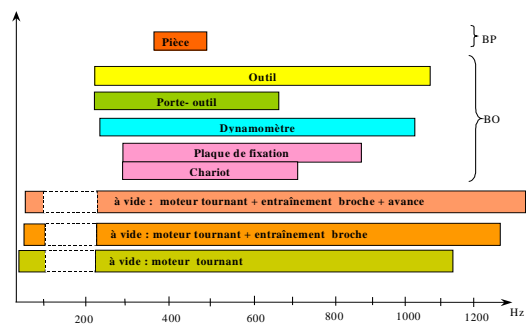 Pièce
BP
Outil
Porte- outil
BO
Dynamomètre
Plaque de fixation
Chariot
à vide : moteur tournant + entraînement broche + avance
à vide : moteur tournant + entraînement broche
à vide : moteur tournant
200 400 600 800 1000 1200 Hz